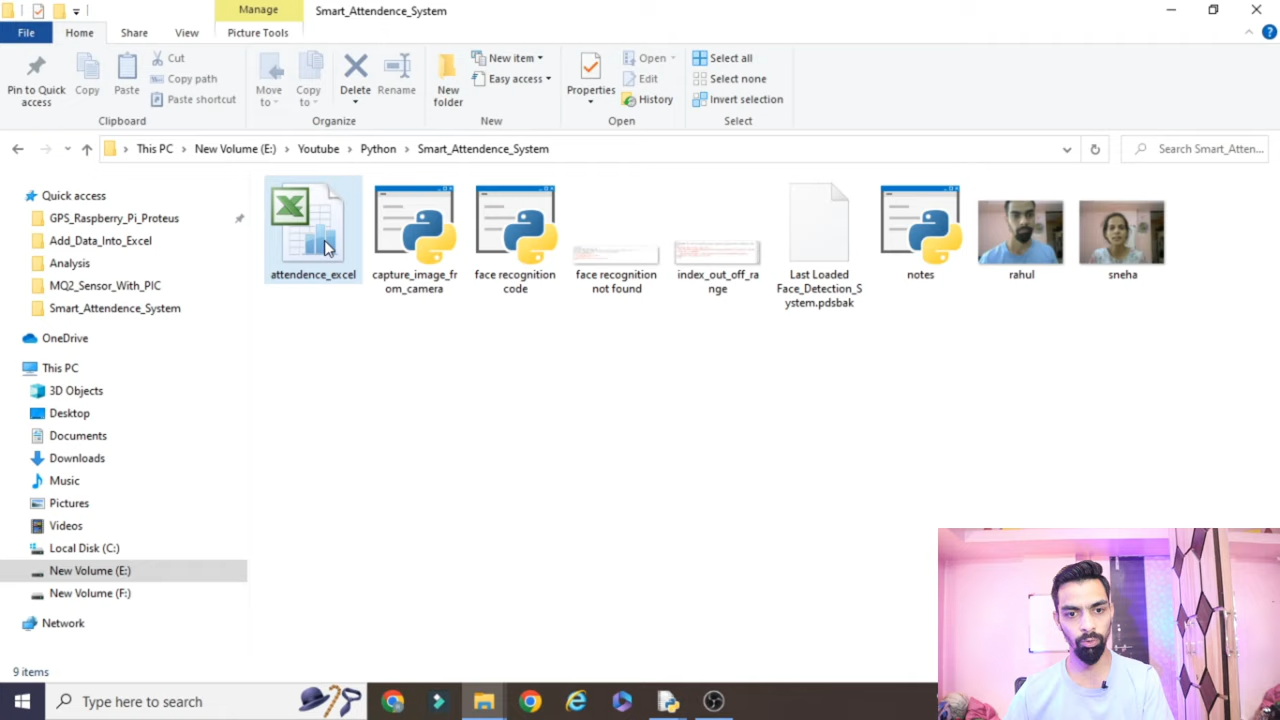 Manage
Smart_Attendence_System
File
Home
Share
View
Picture Tools
Pin to Quick access
Copy
Paste
Cut
Copy path
Paste shortcut
Move to
Copy to
Delete
Rename
New folder
New item
Easy access
Properties
Open
Edit
History
Select all
Select none
Invert selection
Clipboard
Organize
New
Open
Select
This PC
New Volume (E:)
Youtube
Python
Smart_Attendence_System
Search Smart_Atten...
Quick access
GPS_Raspberry_Pi_Proteus
Add_Data_Into_Excel
Analysis
MQ2_Sensor_With_PIC
Smart_Attendence_System
OneDrive
This PC
3D Objects
Desktop
Documents
Downloads
Music
Pictures
Videos
Local Disk (C:)
New Volume (E:)
New Volume (F:)
Network
attendence_excel
capture_image_fr
om_camera
face recognition
code
face recognition
not found
index_out_off_ra
nge
Last Loaded
Face_Detection_S
ystem.pdsbak
notes
rahul
sneha
9 items
Type here to search